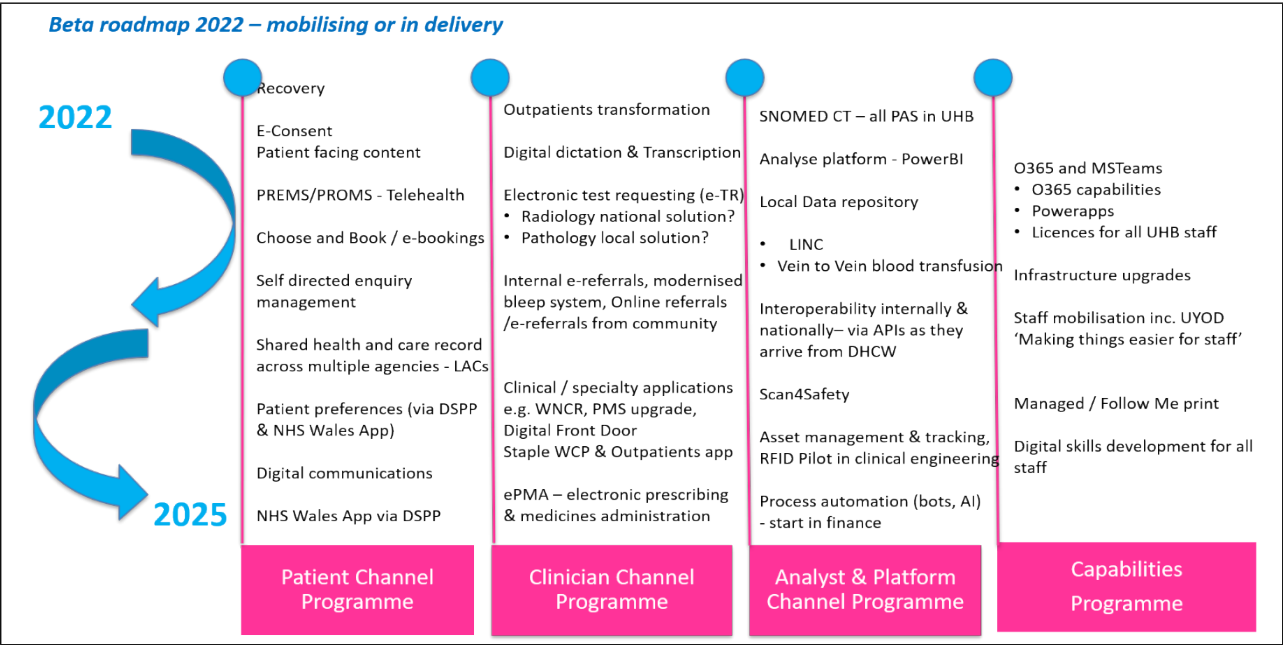 Beta roadmap 2022 – mobilising or in delivery
2022
2025
Recovery
E-Consent
Patient facing content
PREMS/PROMS - Telehealth
Choose and Book / e-bookings
Self directed enquiry
management
Shared health and care record
across multiple agencies - LACs
Patient preferences (via DSPP
& NHS Wales App)
Digital communications
NHS Wales App via DSPP
Patient Channel
Programme
Outpatients transformation
Digital dictation & Transcription
Electronic test requesting (e-TR)
• Radiology national solution?
• Pathology local solution?
Internal e-referrals, modernised
bleep system, Online referrals
/e-referrals from community
Clinical / specialty applications
e.g. WNCR, PMS upgrade,
Digital Front Door
Staple WCP & Outpatients app
ePMA – electronic prescribing
& medicines administration
Clinician Channel
Programme
SNOMED CT – all PAS in UHB
Analyse platform - PowerBI
Local Data repository
• LINC
• Vein to Vein blood transfusion
Interoperability internally &
nationally– via APIs as they
arrive from DHCW
Scan4Safety
Asset management & tracking,
RFID Pilot in clinical engineering
Process automation (bots, AI)
- start in finance
Analyst & Platform
Channel Programme
O365 and MSTeams
• O365 capabilities
• Powerapps
• Licences for all UHB staff
Infrastructure upgrades
Staff mobilisation inc. UYOD
‘Making things easier for staff’
Managed / Follow Me print
Digital skills development for all
staff
Capabilities
Programme